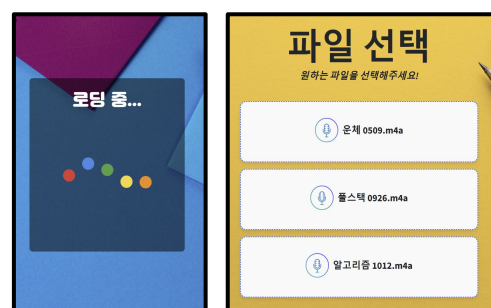 로딩 중...
파일 선택
원하는 파일을 선택해주세요!
운체 0509.m4a
풀스택 0926.m4a
알고리즘 1012.m4a